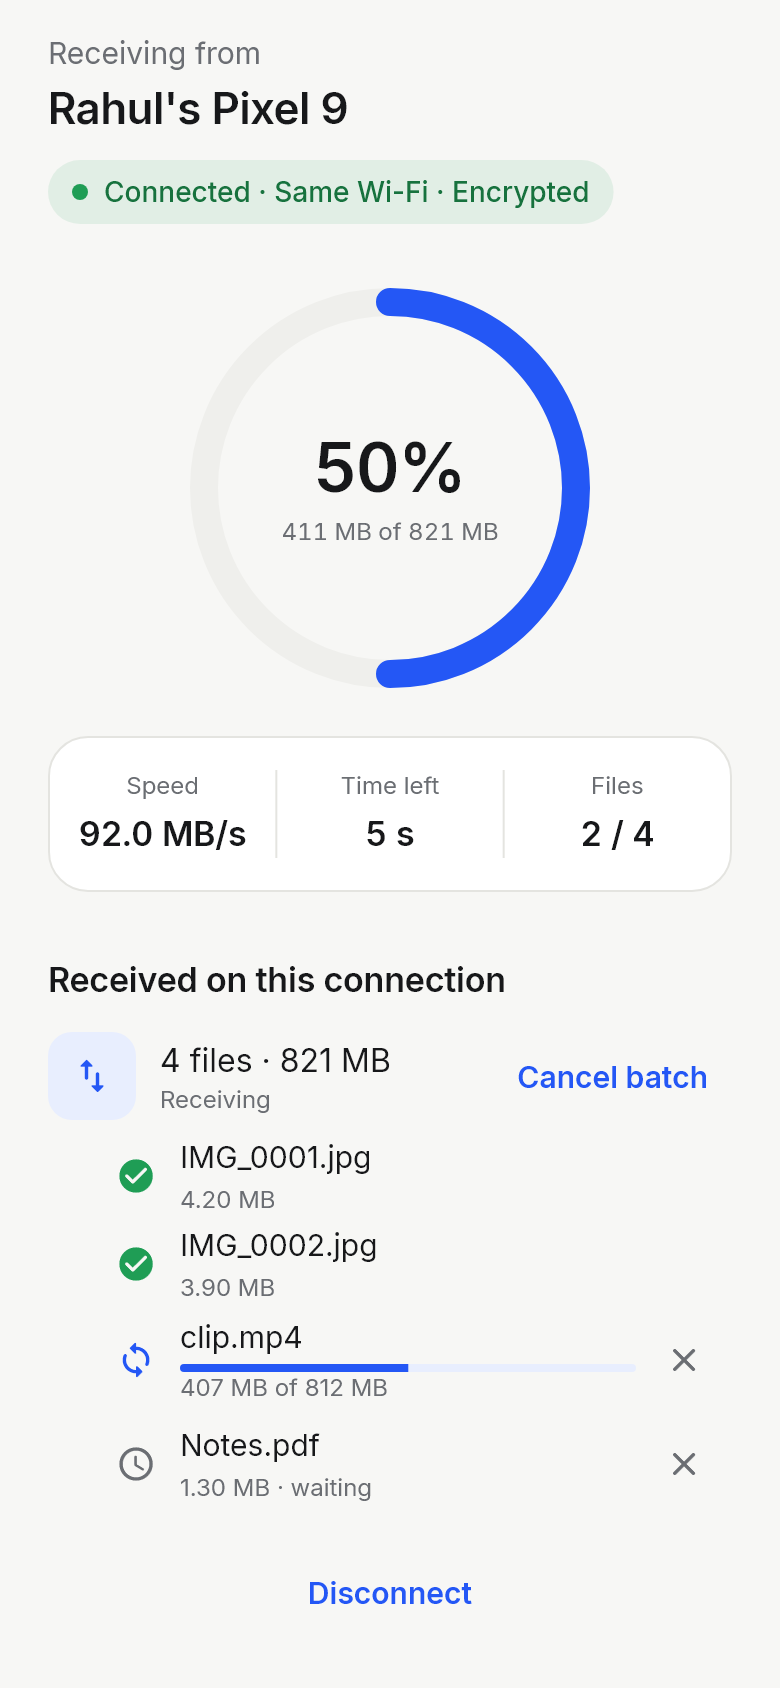 Receiving from
Rahul's Pixel 9
Connected · Same Wi-Fi · Encrypted
50%
411 MB of 821 MB
Speed
92.0 MB/s
Time left
5 s
Files
2 / 4
Received on this connection
4 files · 821 MB
Receiving
Cancel batch
IMG_0001.jpg
4.20 MB
IMG_0002.jpg
3.90 MB
clip.mp4
407 MB of 812 MB
Notes.pdf
1.30 MB · waiting
Disconnect